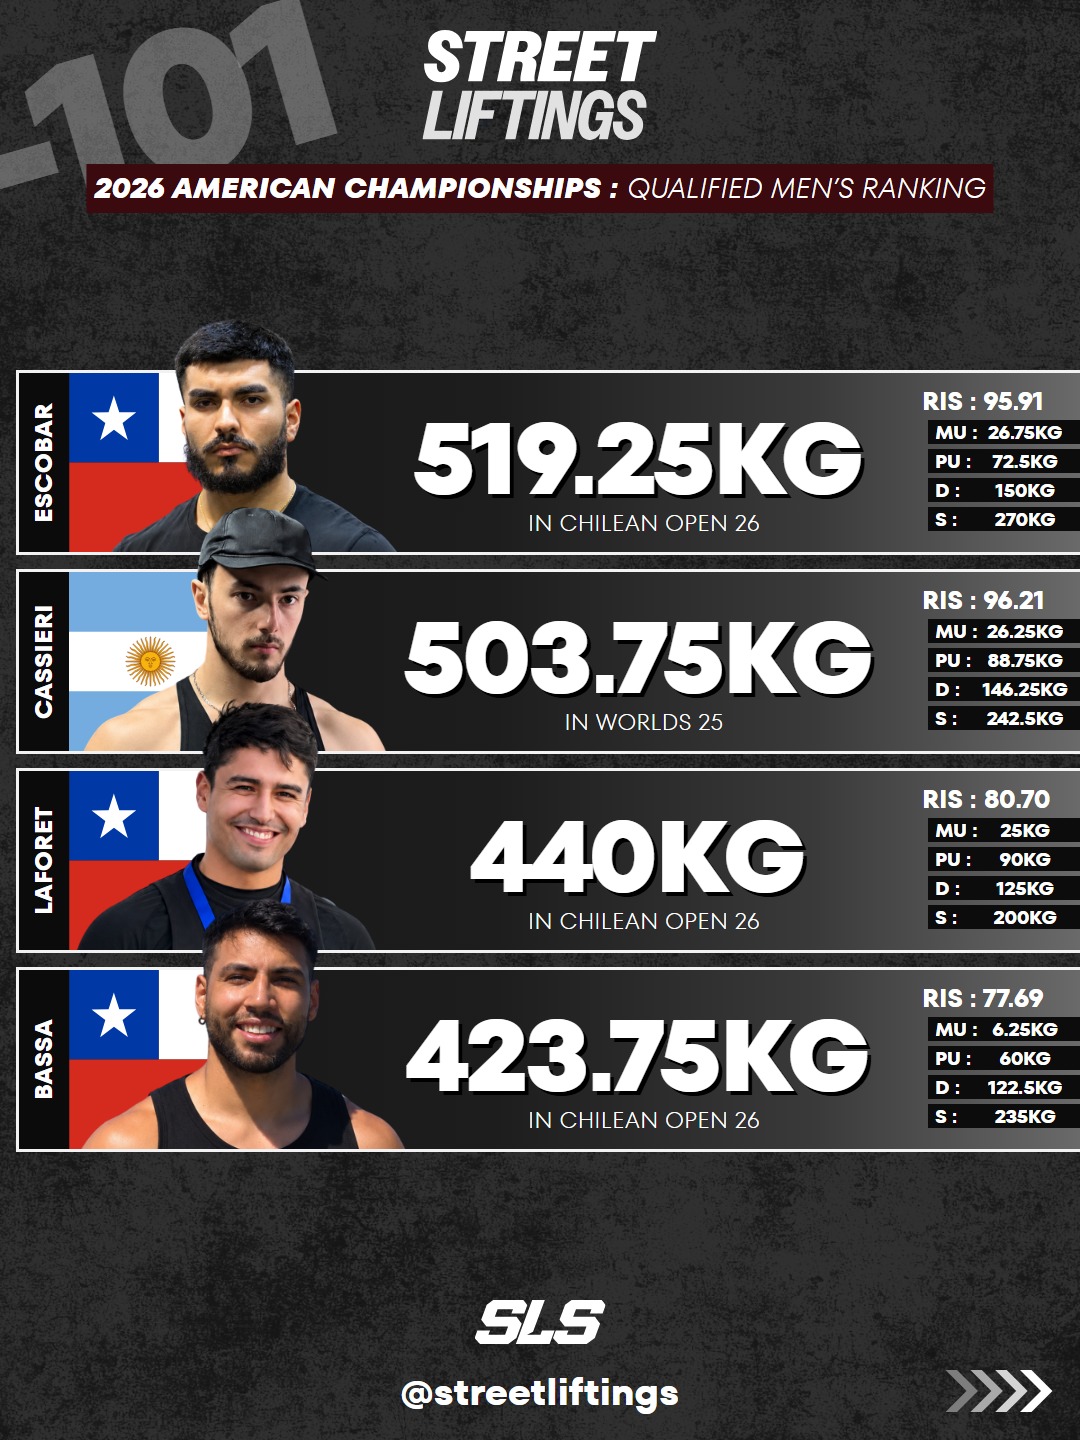 -101
STREET
LIFTINGS
2026 AMERICAN CHAMPIONSHIPS : QUALIFIED MEN'S RANKING
ESCOBAR
519.25KG
IN CHILEAN OPEN 26
RIS : 95.91
MU : 26.75KG
PU : 72.5KG
D : 150KG
S : 270KG
CASSIERI
503.75KG
IN WORLDS 25
RIS : 96.21
MU : 26.25KG
PU : 88.75KG
D : 146.25KG
S : 242.5KG
LAFORET
440KG
IN CHILEAN OPEN 26
RIS : 80.70
MU : 25KG
PU : 90KG
D : 125KG
S : 200KG
BASSA
423.75KG
IN CHILEAN OPEN 26
RIS : 77.69
MU : 6.25KG
PU : 60KG
D : 122.5KG
S : 235KG
SLS
@streetliftings